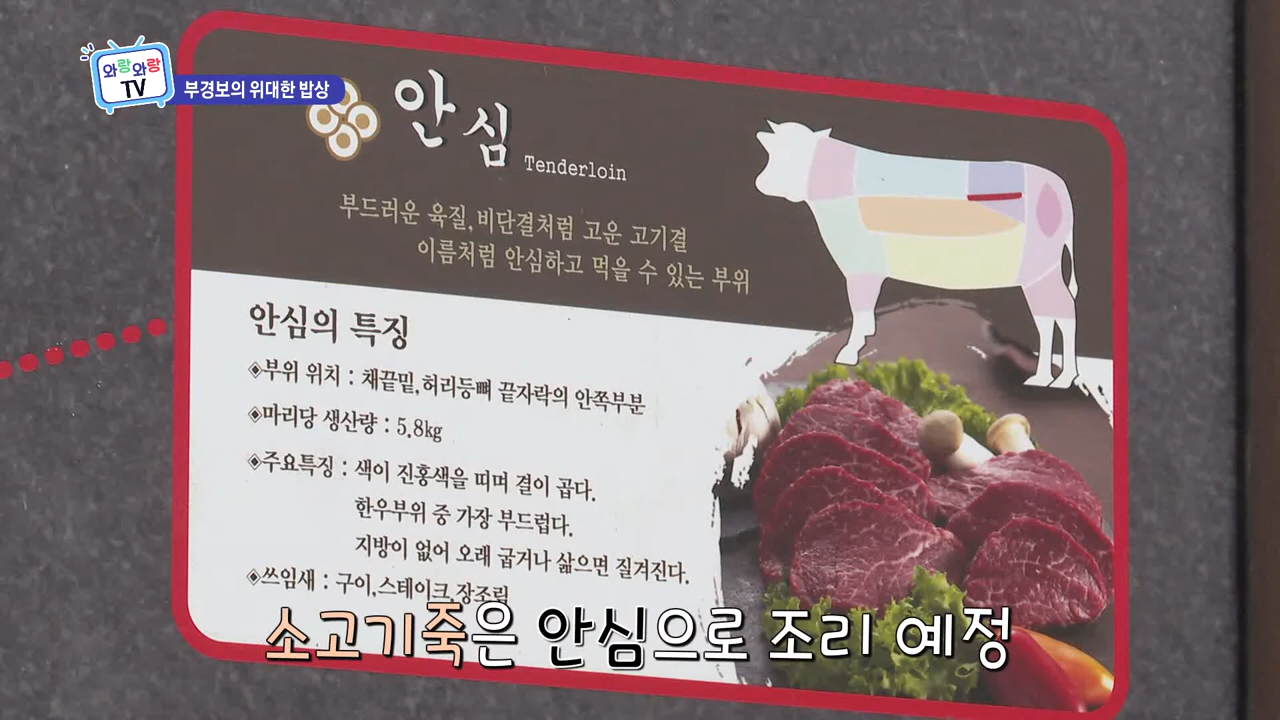 와랑와랑
TV
부경보의 위대한 밥상
안심
Tenderloin
부드러운 육질, 비단결처럼 고운 고기결
이름처럼 안심하고 먹을 수 있는 부위
안심의 특징
◈부위 위치 : 채끝밑, 허리등뼈 끝자락의 안쪽부분
◈마리당 생산량 : 5.8kg
◈주요특징 : 색이 진홍색을 띠며 결이 곱다.
한우부위 중 가장 부드럽다.
지방이 없어 오래 굽거나 삶으면 질겨진다.
◈쓰임새 : 구이, 스테이크, 장조림
소고기죽은 안심으로 조리 예정